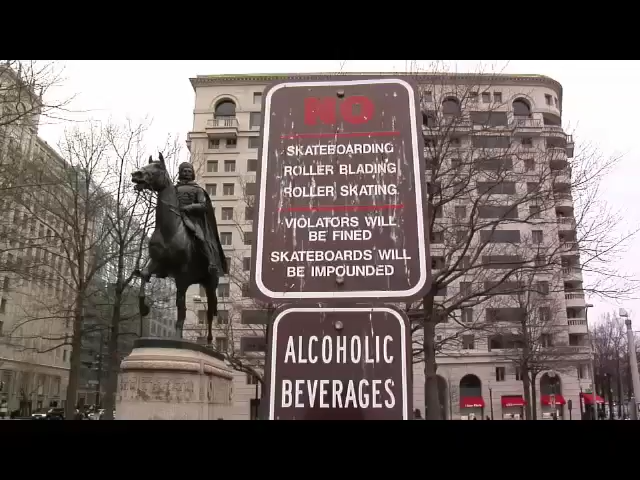 NO
SKATEBOARDING
ROLLER BLADING
ROLLER SKATING
VIOLATORS WILL
BE FINED
SKATEBOARDS WILL
BE IMPOUNDED
ALCOHOLIC
BEVERAGES